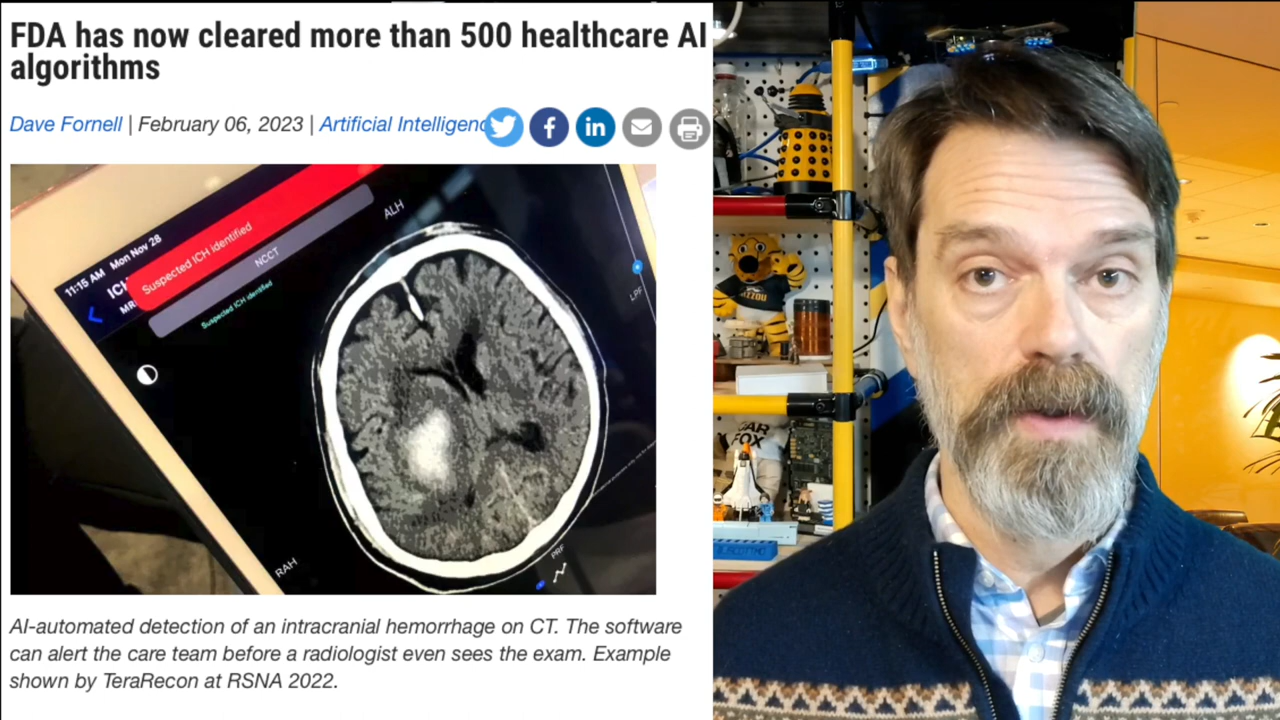 FDA has now cleared more than 500 healthcare AI
algorithms
Dave Fornell | February 06, 2023 | Artificial Intelligenc
11:15 AM Mon Nov 28
Suspected ICH identified
ICH
NCCT
Suspected ICH identified
ALH
LPF
RAH
PRF
AI-automated detection of an intracranial hemorrhage on CT. The software
can alert the care team before a radiologist even sees the exam. Example
shown by TeraRecon at RSNA 2022.